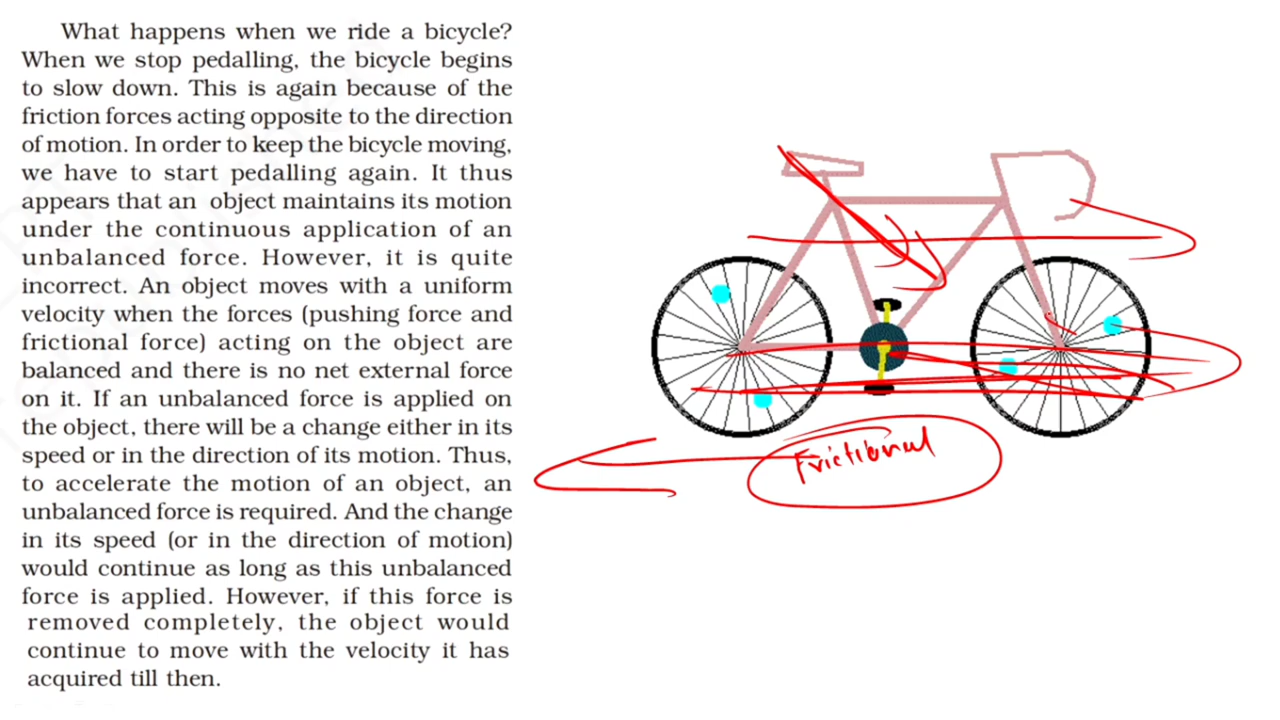 What happens when we ride a bicycle?
When we stop pedalling, the bicycle begins
to slow down. This is again because of the
friction forces acting opposite to the direction
of motion. In order to keep the bicycle moving,
we have to start pedalling again. It thus
appears that an object maintains its motion
under the continuous application of an
unbalanced force. However, it is quite
incorrect. An object moves with a uniform
velocity when the forces (pushing force and
frictional force) acting on the object are
balanced and there is no net external force
on it. If an unbalanced force is applied on
the object, there will be a change either in its
speed or in the direction of its motion. Thus,
to accelerate the motion of an object, an
unbalanced force is required. And the change
in its speed (or in the direction of motion)
would continue as long as this unbalanced
force is applied. However, if this force is
removed completely, the object would
continue to move with the velocity it has
acquired till then.
Frictional